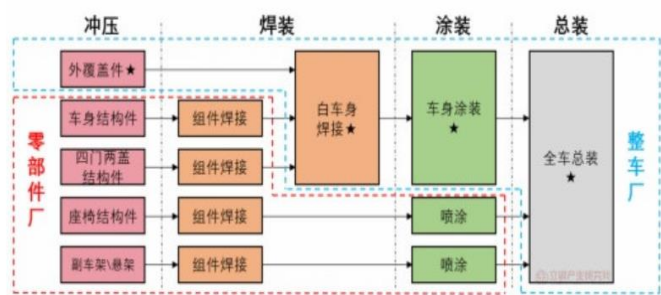 冲压
焊装
涂装
总装
外覆盖件★
车身结构件
组件焊接
白车身
焊接★
车身涂装
★
四门两盖
结构件
组件焊接
全车总装
★
零部件厂
整车厂
座椅结构件
组件焊接
喷涂
副车架\悬架
组件焊接
喷涂